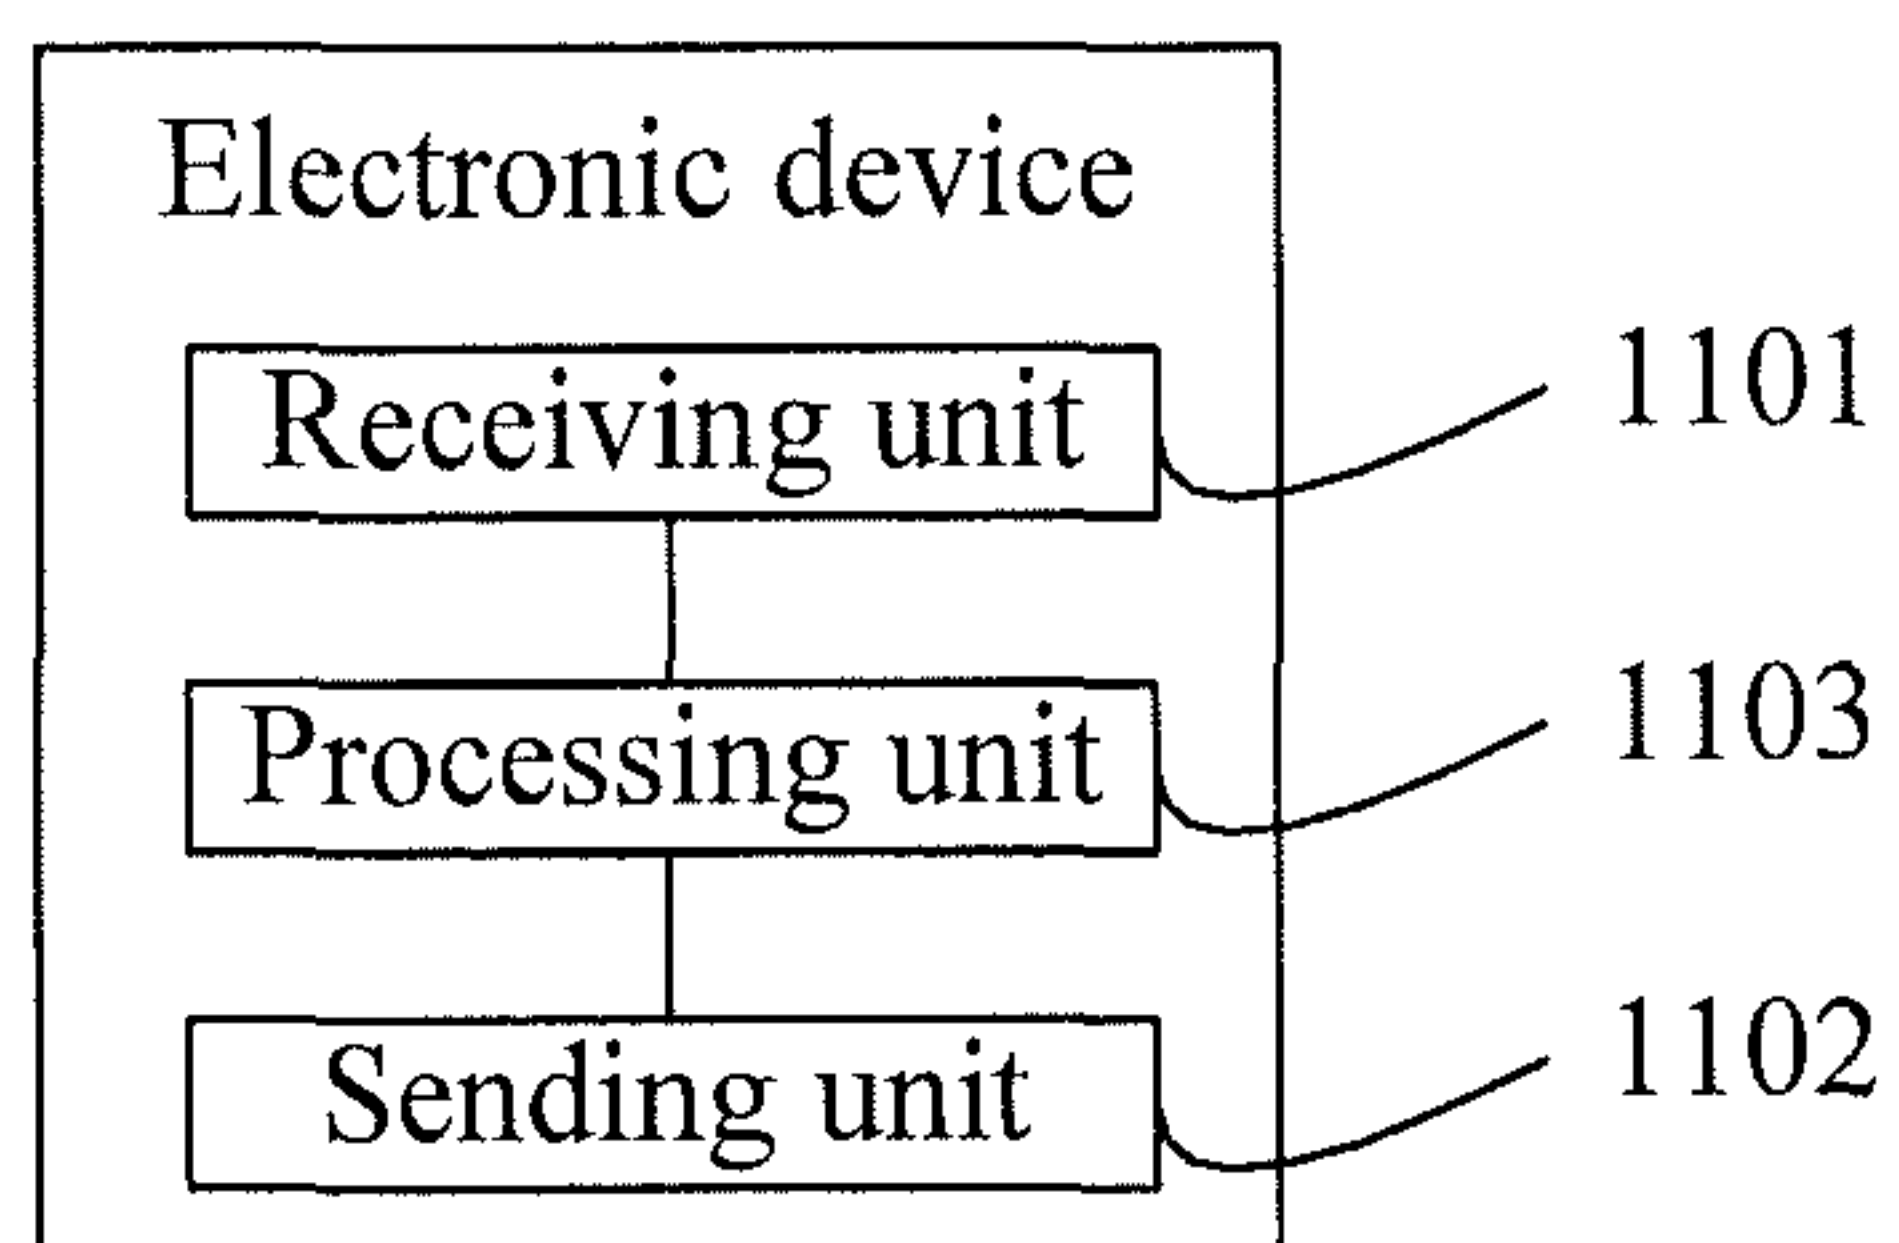 Electronic device
Receiving unit
1101
Processing unit
1103
Sending unit
1102